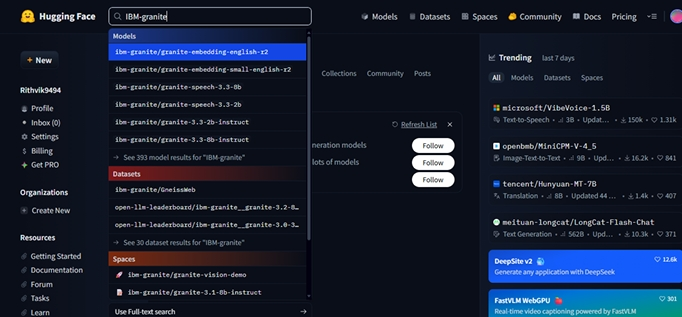 Hugging Face
IBM-granite
Models
Datasets
Spaces
Community
Docs
Pricing
Models
ibm-granite/granite-embedding-english-r2
ibm-granite/granite-embedding-small-english-r2
ibm-granite/granite-speech-3.3-8b
ibm-granite/granite-speech-3.3-2b
ibm-granite/granite-3.3-2b-instruct
ibm-granite/granite-3.3-8b-instruct
See 393 model results for "IBM-granite"
Datasets
ibm-granite/GneissWeb
open-llm-leaderboard/ibm-granite__granite-3.2-8…
open-llm-leaderboard/ibm-granite__granite-3.0-3…
See 30 dataset results for "IBM-granite"
Spaces
ibm-granite/granite-vision-demo
ibm-granite/granite-3.1-8b-instruct
Use Full-text search
+ New
Rithvik9494
Profile
Inbox (0)
Settings
Billing
Get PRO
Organizations
Create New
Resources
Getting Started
Documentation
Forum
Tasks
Learn
Collections
Community
Posts
Refresh List
neration models
Follow
lots of models
Follow
Follow
Trending last 7 days
All Models Datasets Spaces
microsoft/VibeVoice-1.5B
Text-to-Speech · 3B · Updat… · 150k · 1.31k
openbmb/MiniCPM-V-4_5
Image-Text-to-Text · 9B · Updat… · 16.2k · 841
tencent/Hunyuan-MT-7B
Translation · 8B · Updated 44 … · 1.4k · 407
meituan-longcat/LongCat-Flash-Chat
Text Generation · 562B · Updat… · 10.3k · 371
DeepSite v2
12.6k
Generate any application with DeepSeek
FastVLM WebGPU
301
Real-time video captioning powered by FastVLM